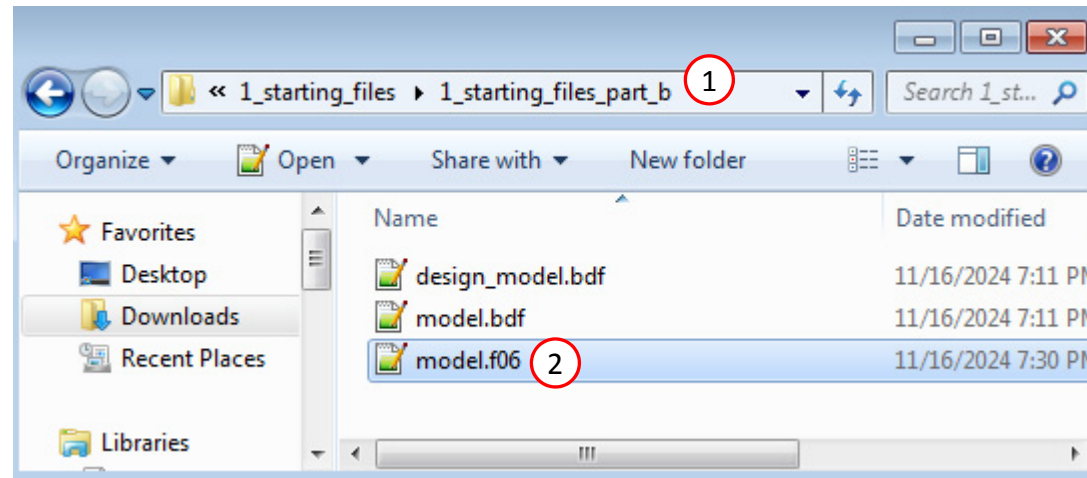 « 1_starting_files ▸ 1_starting_files_part_b 1 Search 1_st...
Organize Open Share with New folder
Favorites
Desktop
Downloads
Recent Places
Libraries
Name Date modified
design_model.bdf 11/16/2024 7:11 PM
model.bdf 11/16/2024 7:11 PM
model.f06 2 11/16/2024 7:30 PM